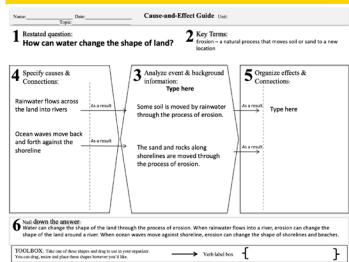 Name: Date: Cause-and-Effect Guide Unit:
Topic:
1 Restated question:
How can water change the shape of land?
2 Key Terms:
Erosion – a natural process that moves soil or sand to a new
location
4 Specify causes &
Connections:
Rainwater flows across
the land into rivers
As a result
Ocean waves move back
and forth against the
shoreline
As a result
3 Analyze event & background
information:
Type here
Some soil is moved by rainwater
through the process of erosion.
The sand and rocks along
shorelines are moved through
the process of erosion.
As a result
As a result
5 Organize effects &
Connections:
Type here
6 Nail down the answer:
Water can change the shape of the land through the process of erosion. When rainwater flows into a river, erosion can change the
shape of the land around a river. When ocean waves move against shoreline, erosion can change the shape of shorelines and beaches.
TOOLBOX: Take one of these shapes and drag to use in your organizer.
You can drag, resize and place these shapes however you'd like.
Verb label box
{ }